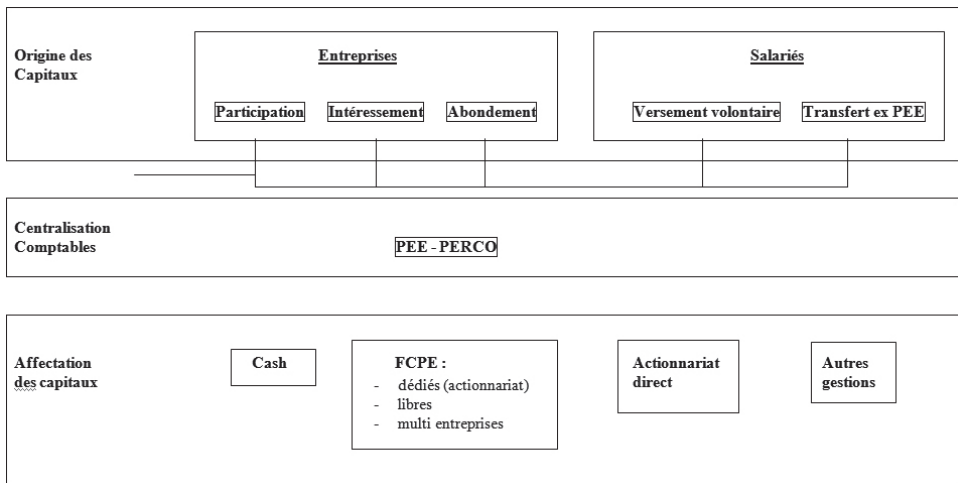 Origine des
Capitaux
Entreprises
Salariés
Participation
Intéressement
Abondement
Versement volontaire
Transfert ex PEE
Centralisation
Comptables
PEE - PERCO
Affectation
des capitaux
Cash
FCPE :
- dédiés (actionnariat)
- libres
- multi entreprises
Actionnariat
direct
Autres
gestions